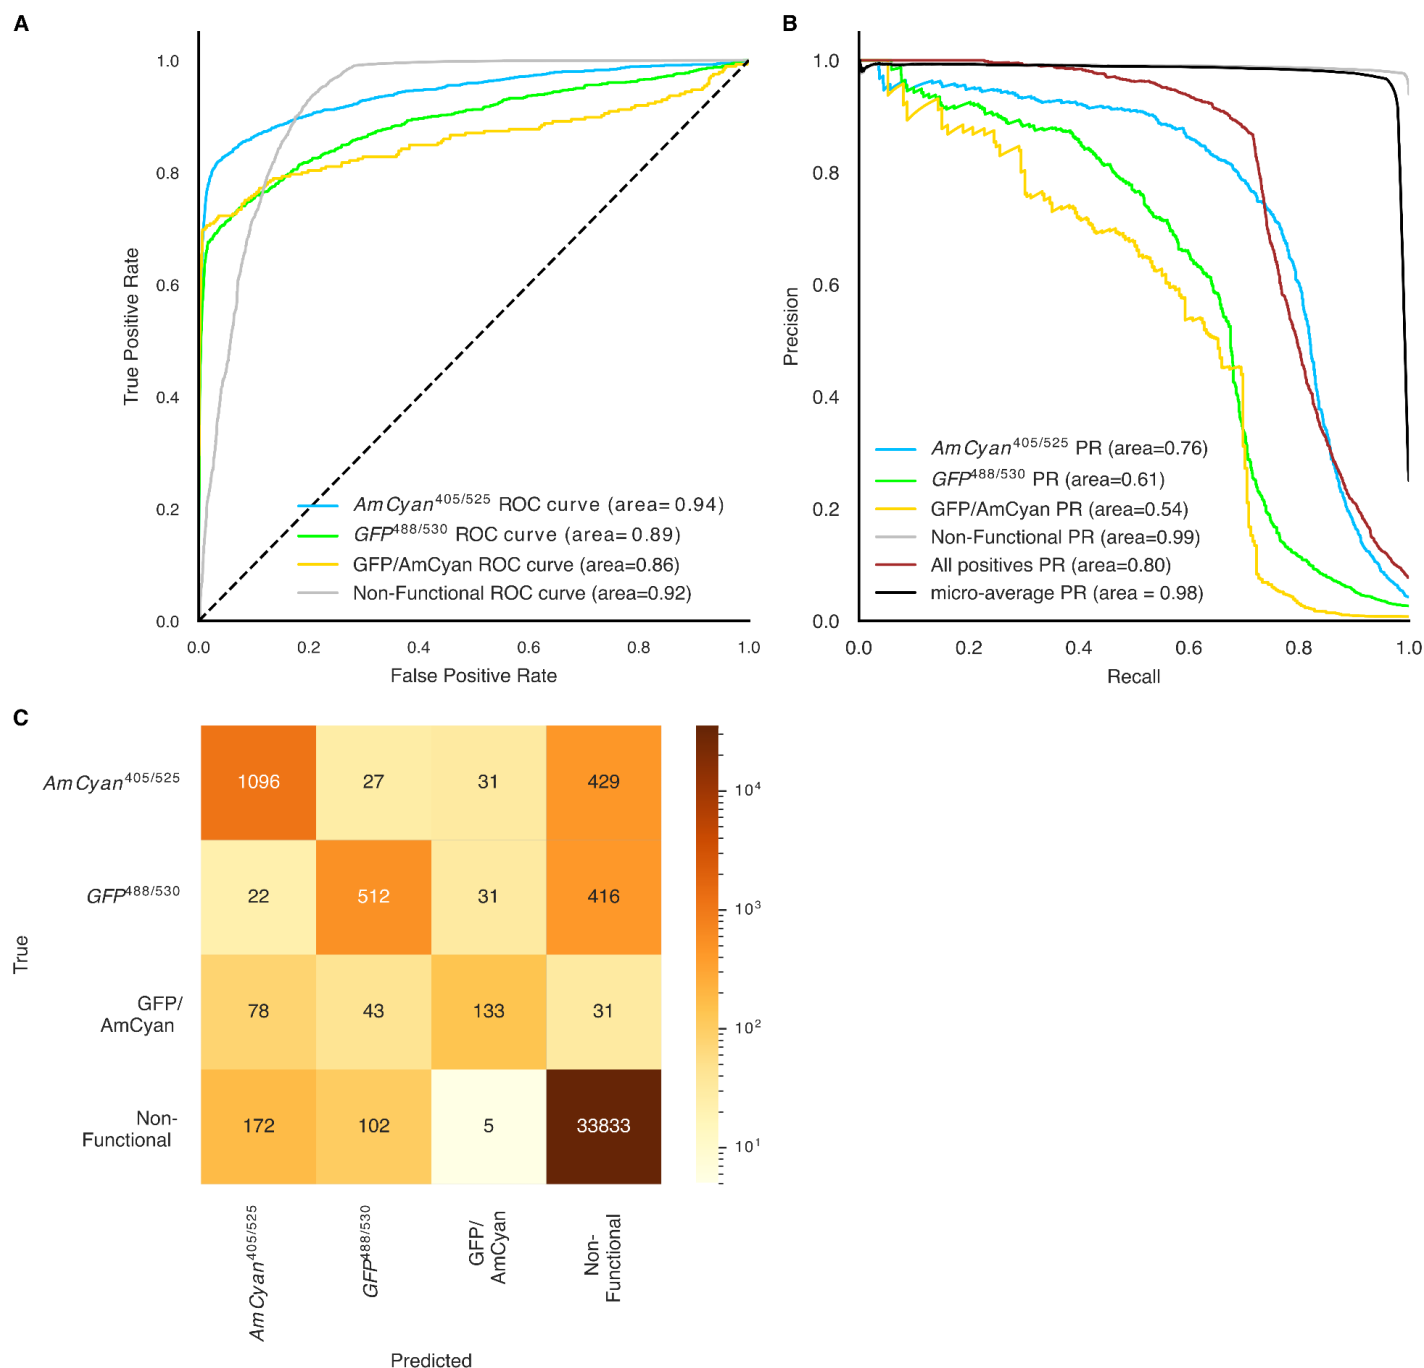 A
1.0
0.8
0.6
0.4
0.2
0.0
True Positive Rate
AmCyan405/525 ROC curve (area= 0.94)
GFP488/530 ROC curve (area= 0.89)
GFP/AmCyan ROC curve (area=0.86)
Non-Functional ROC curve (area=0.92)
0.0 0.2 0.4 0.6 0.8 1.0
False Positive Rate
B
1.0
0.8
0.6
0.4
0.2
0.0
Precision
AmCyan405/525 PR (area=0.76)
GFP488/530 PR (area=0.61)
GFP/AmCyan PR (area=0.54)
Non-Functional PR (area=0.99)
All positives PR (area=0.80)
micro-average PR (area = 0.98)
0.0 0.2 0.4 0.6 0.8 1.0
Recall
C
True
AmCyan405/525
1096 27 31 429
GFP488/530
22 512 31 416
GFP/
AmCyan
78 43 133 31
Non-
Functional
172 102 5 33833
10⁴
10³
10²
10¹
AmCyan405/525
GFP488/530
GFP/
AmCyan
Non-
Functional
Predicted